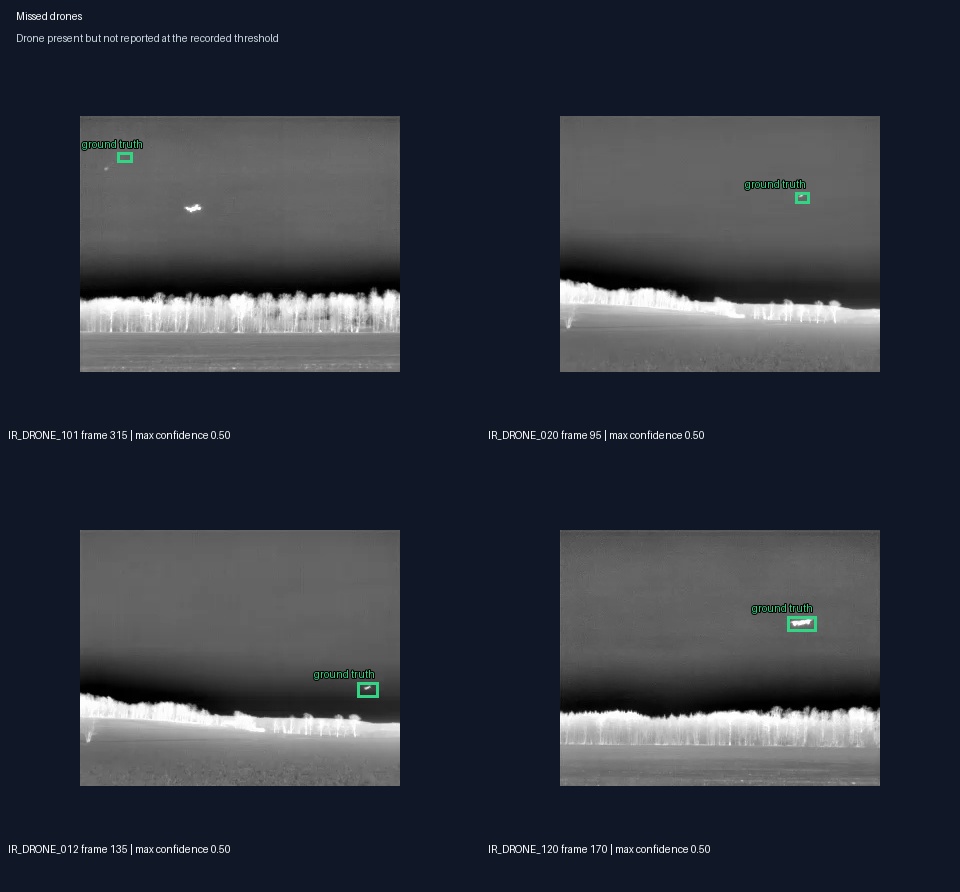 Missed drones
Drone present but not reported at the recorded threshold
ground truth
ground truth
IR_DRONE_101 frame 315 | max confidence 0.50
IR_DRONE_020 frame 95 | max confidence 0.50
ground truth
ground truth
IR_DRONE_012 frame 135 | max confidence 0.50
IR_DRONE_120 frame 170 | max confidence 0.50